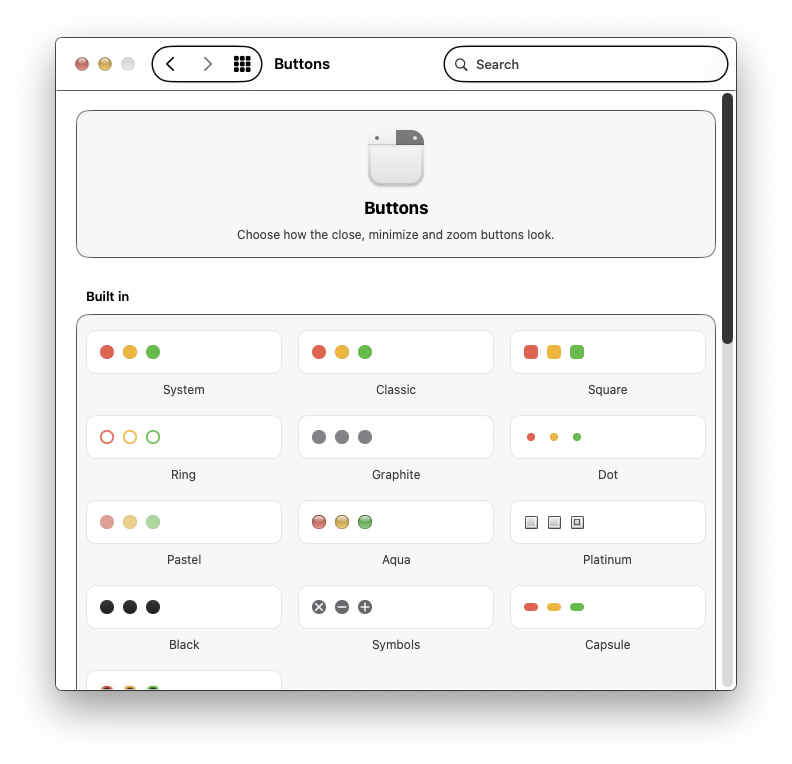 Buttons
Search
Buttons
Choose how the close, minimize and zoom buttons look.
Built in
System
Classic
Square
Ring
Graphite
Dot
Pastel
Aqua
Platinum
Black
Symbols
Capsule